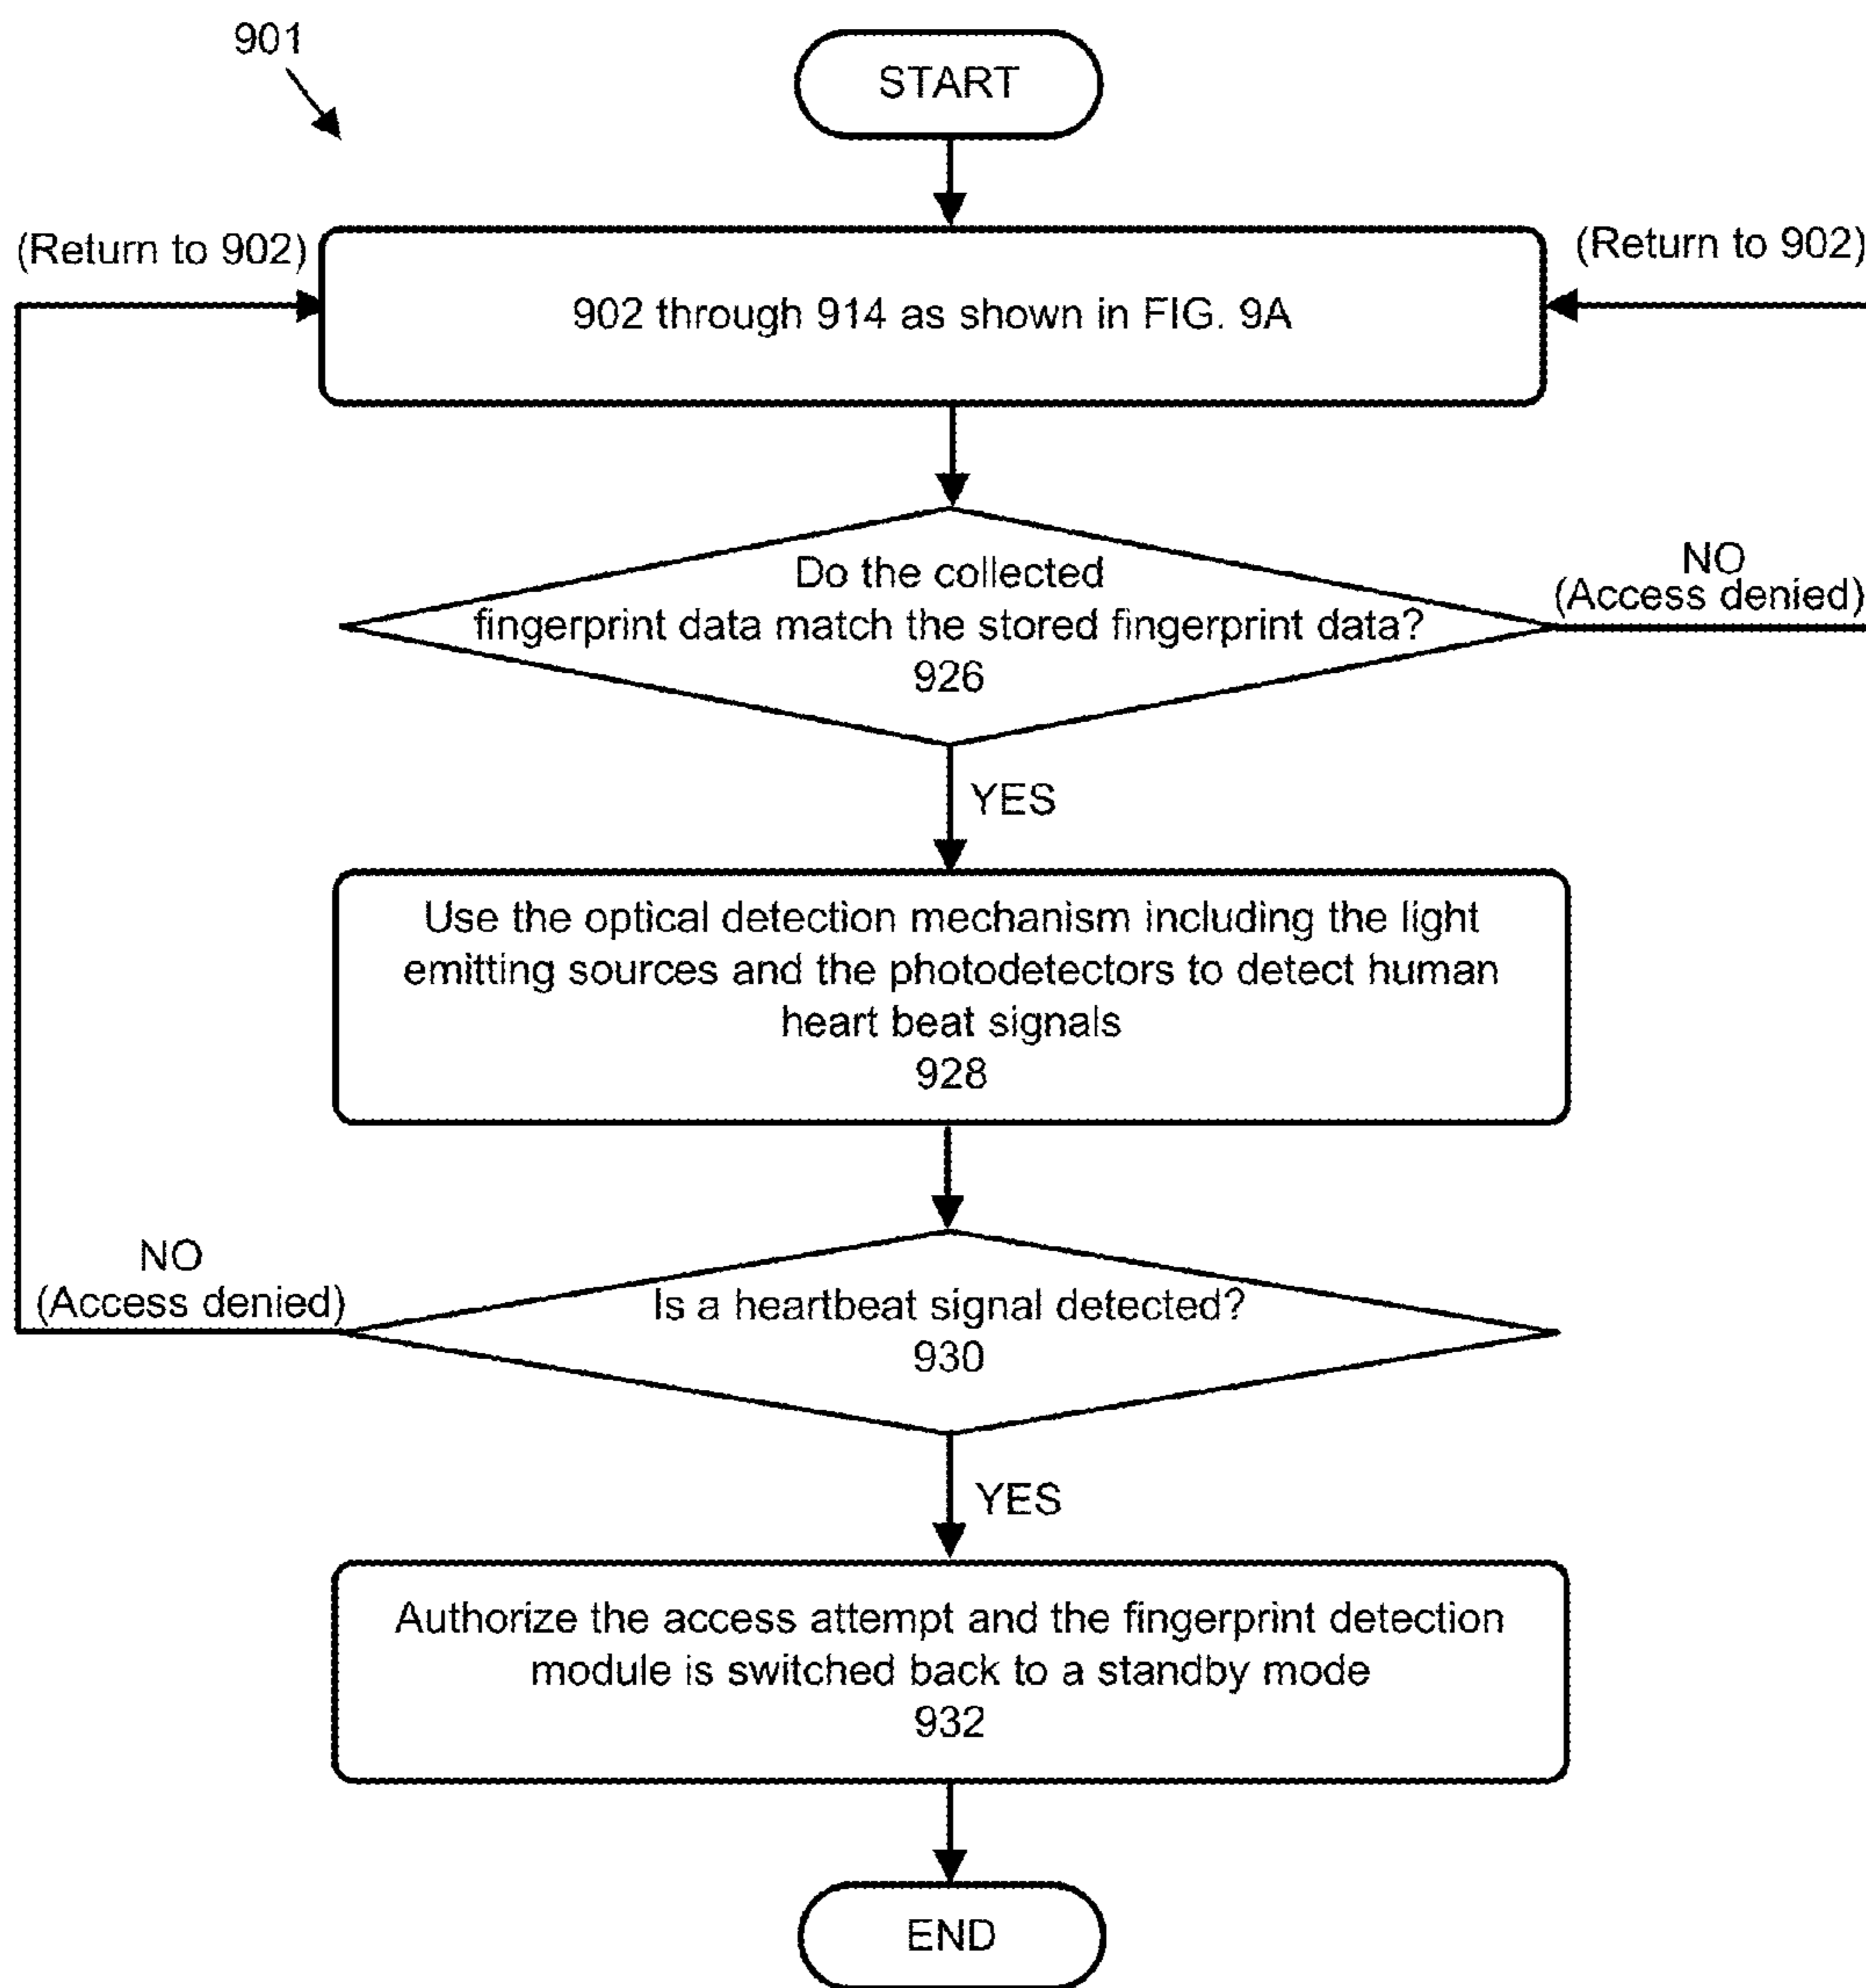 901
START
(Return to 902)
(Return to 902)
902 through 914 as shown in FIG. 9A
Do the collected
fingerprint data match the stored fingerprint data?
926
NO
(Access denied)
YES
Use the optical detection mechanism including the light
emitting sources and the photodetectors to detect human
heart beat signals
928
NO
(Access denied)
Is a heartbeat signal detected?
930
YES
Authorize the access attempt and the fingerprint detection
module is switched back to a standby mode
932
END